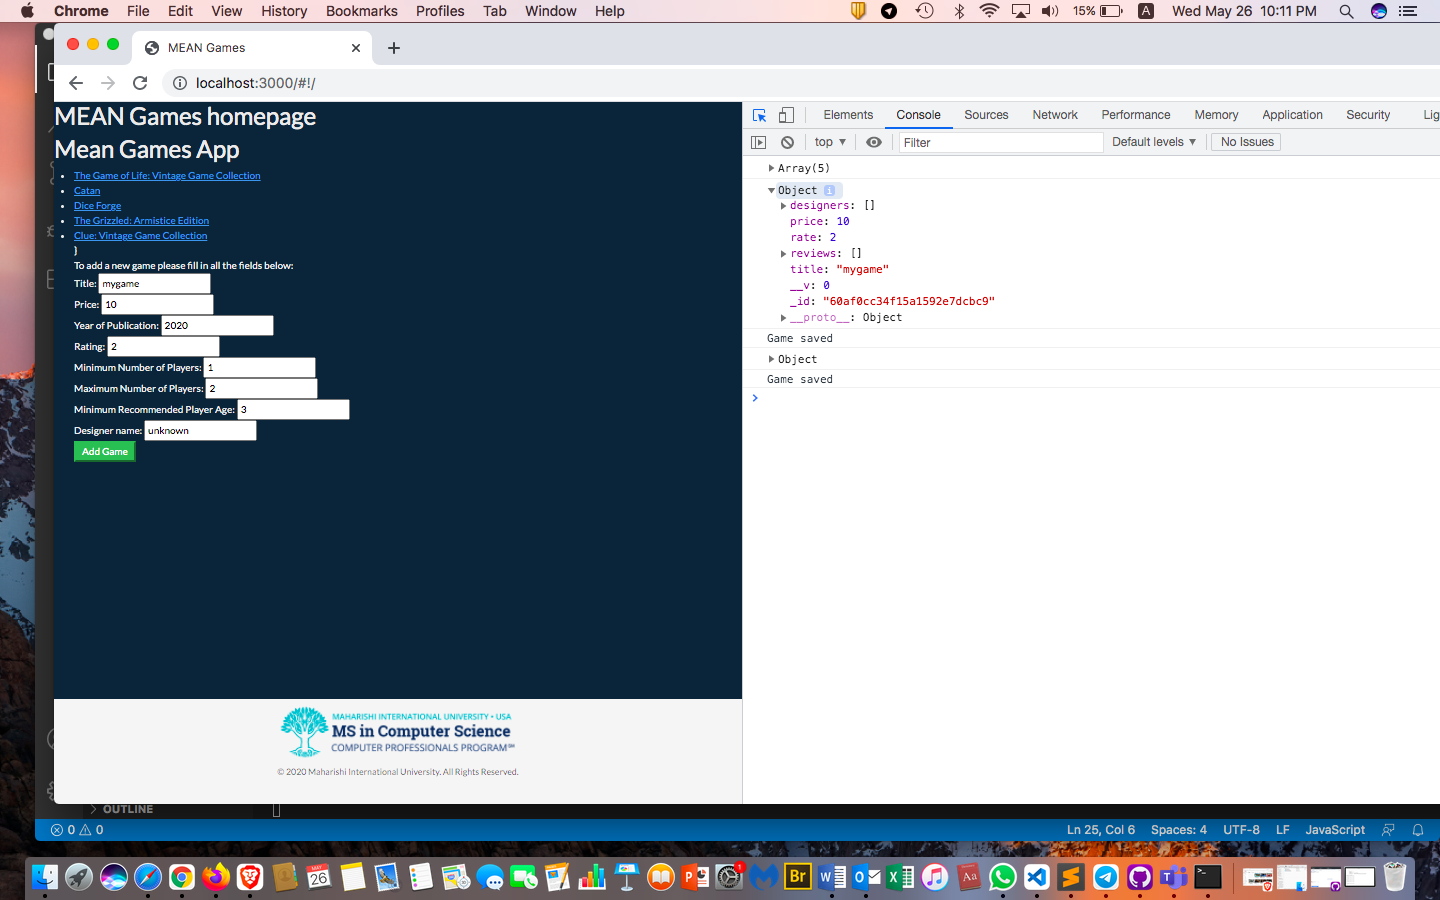 Chrome File Edit View History Bookmarks Profiles Tab Window Help 15% A Wed May 26 10:11 PM
MEAN Games
localhost:3000/#!/
MEAN Games homepage
Mean Games App
The Game of Life: Vintage Game Collection
Catan
Dice Forge
The Grizzled: Armistice Edition
Clue: Vintage Game Collection
}
To add a new game please fill in all the fields below:
Title: mygame
Price: 10
Year of Publication: 2020
Rating: 2
Minimum Number of Players: 1
Maximum Number of Players: 2
Minimum Recommended Player Age: 3
Designer name: unknown
Add Game
MAHARISHI INTERNATIONAL UNIVERSITY • USA
MS in Computer Science
COMPUTER PROFESSIONALS PROGRAM℠
© 2020 Maharishi International University. All Rights Reserved.
Elements Console Sources Network Performance Memory Application Security Lig
top ▼ Filter Default levels ▼ No Issues
Array(5)
Object i
designers: []
price: 10
rate: 2
reviews: []
title: "mygame"
__v: 0
_id: "60af0cc34f15a1592e7dcbc9"
__proto__: Object
Game saved
Object
Game saved
OUTLINE
0 0 Ln 25, Col 6 Spaces: 4 UTF-8 LF JavaScript
MAY 26 Br W O X Aa 1